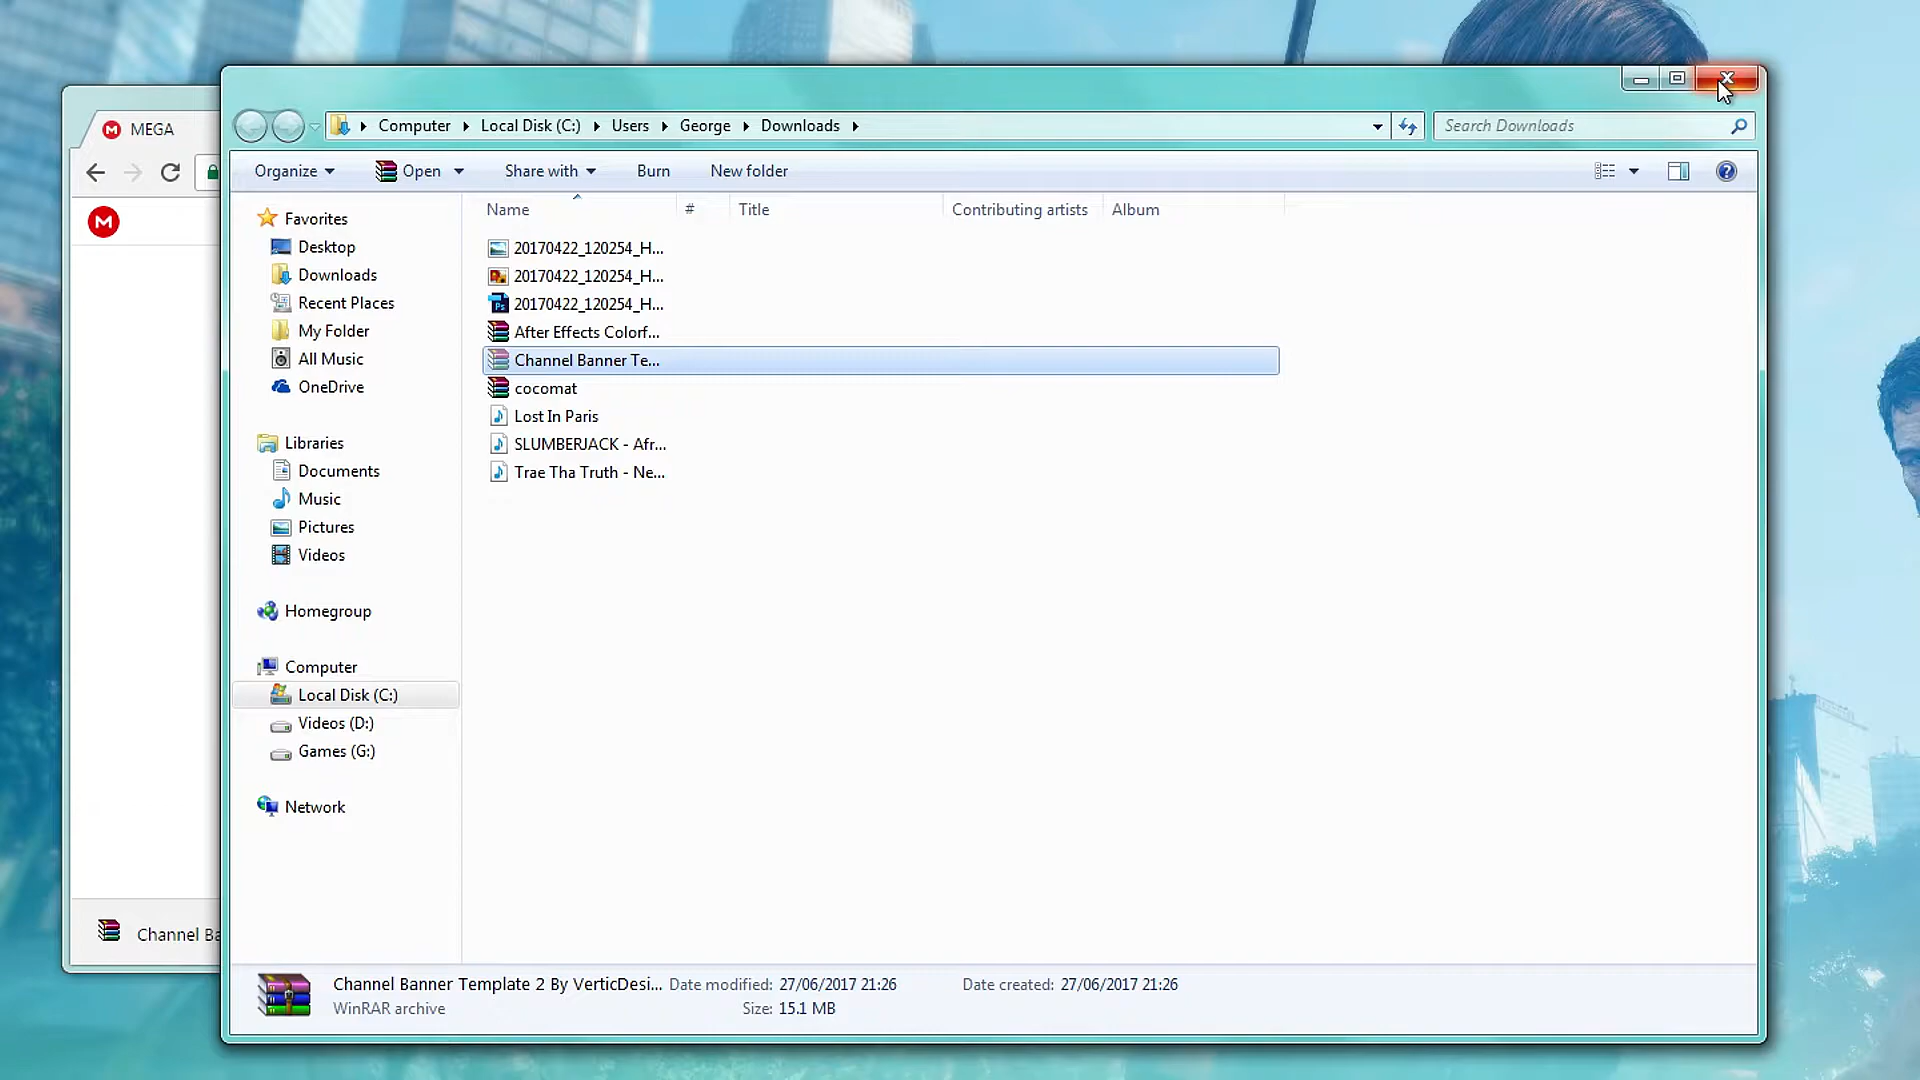 MEGA
Computer Local Disk (C:) Users George Downloads
Search Downloads
Organize Open Share with Burn New folder
Name # Title Contributing artists Album
Favorites
Desktop
Downloads
Recent Places
My Folder
All Music
OneDrive
Libraries
Documents
Music
Pictures
Videos
Homegroup
Computer
Local Disk (C:)
Videos (D:)
Games (G:)
Network
20170422_120254_H...
20170422_120254_H...
20170422_120254_H...
After Effects Colorf...
Channel Banner Te...
cocomat
Lost In Paris
SLUMBERJACK - Afr...
Trae Tha Truth - Ne...
Channel Ba
Channel Banner Template 2 By VerticDesi... Date modified: 27/06/2017 21:26 Date created: 27/06/2017 21:26
WinRAR archive Size: 15.1 MB